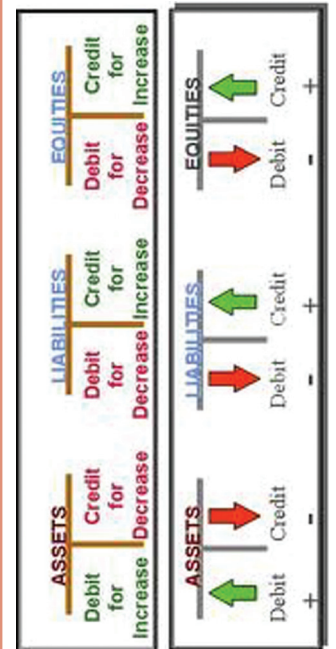 ASSETS
Debit
for
Increase
Credit
for
Decrease
LIABILITIES
Debit
for
Decrease
Credit
for
Increase
EQUITIES
Debit
for
Decrease
Credit
for
Increase
ASSETS
Debit
Credit
+
-
LIABILITIES
Debit
Credit
-
+
EQUITIES
Debit
Credit
-
+